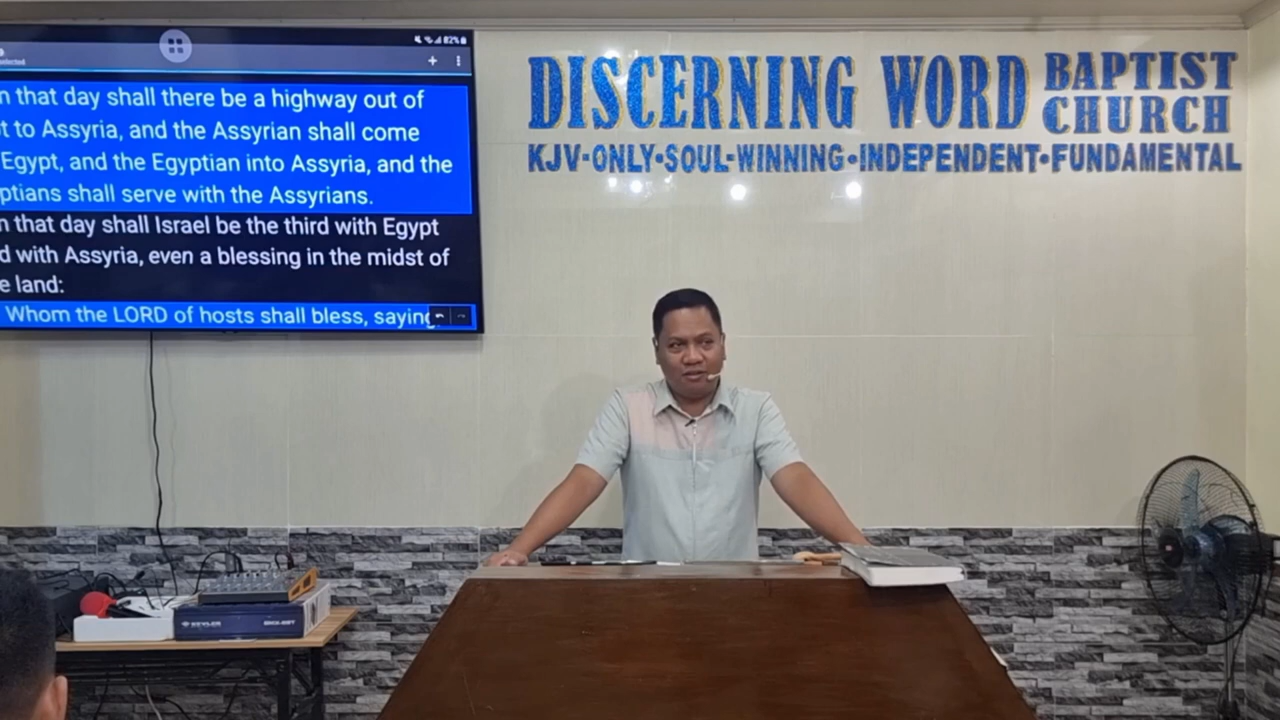 82%
selected
n that day shall there be a highway out of
t to Assyria, and the Assyrian shall come
Egypt, and the Egyptian into Assyria, and the
ptians shall serve with the Assyrians.
n that day shall Israel be the third with Egypt
d with Assyria, even a blessing in the midst of
e land:
Whom the LORD of hosts shall bless, saying,
DISCERNING WORD BAPTIST CHURCH
KJV-ONLY•SOUL-WINNING•INDEPENDENT•FUNDAMENTAL
KEVLER